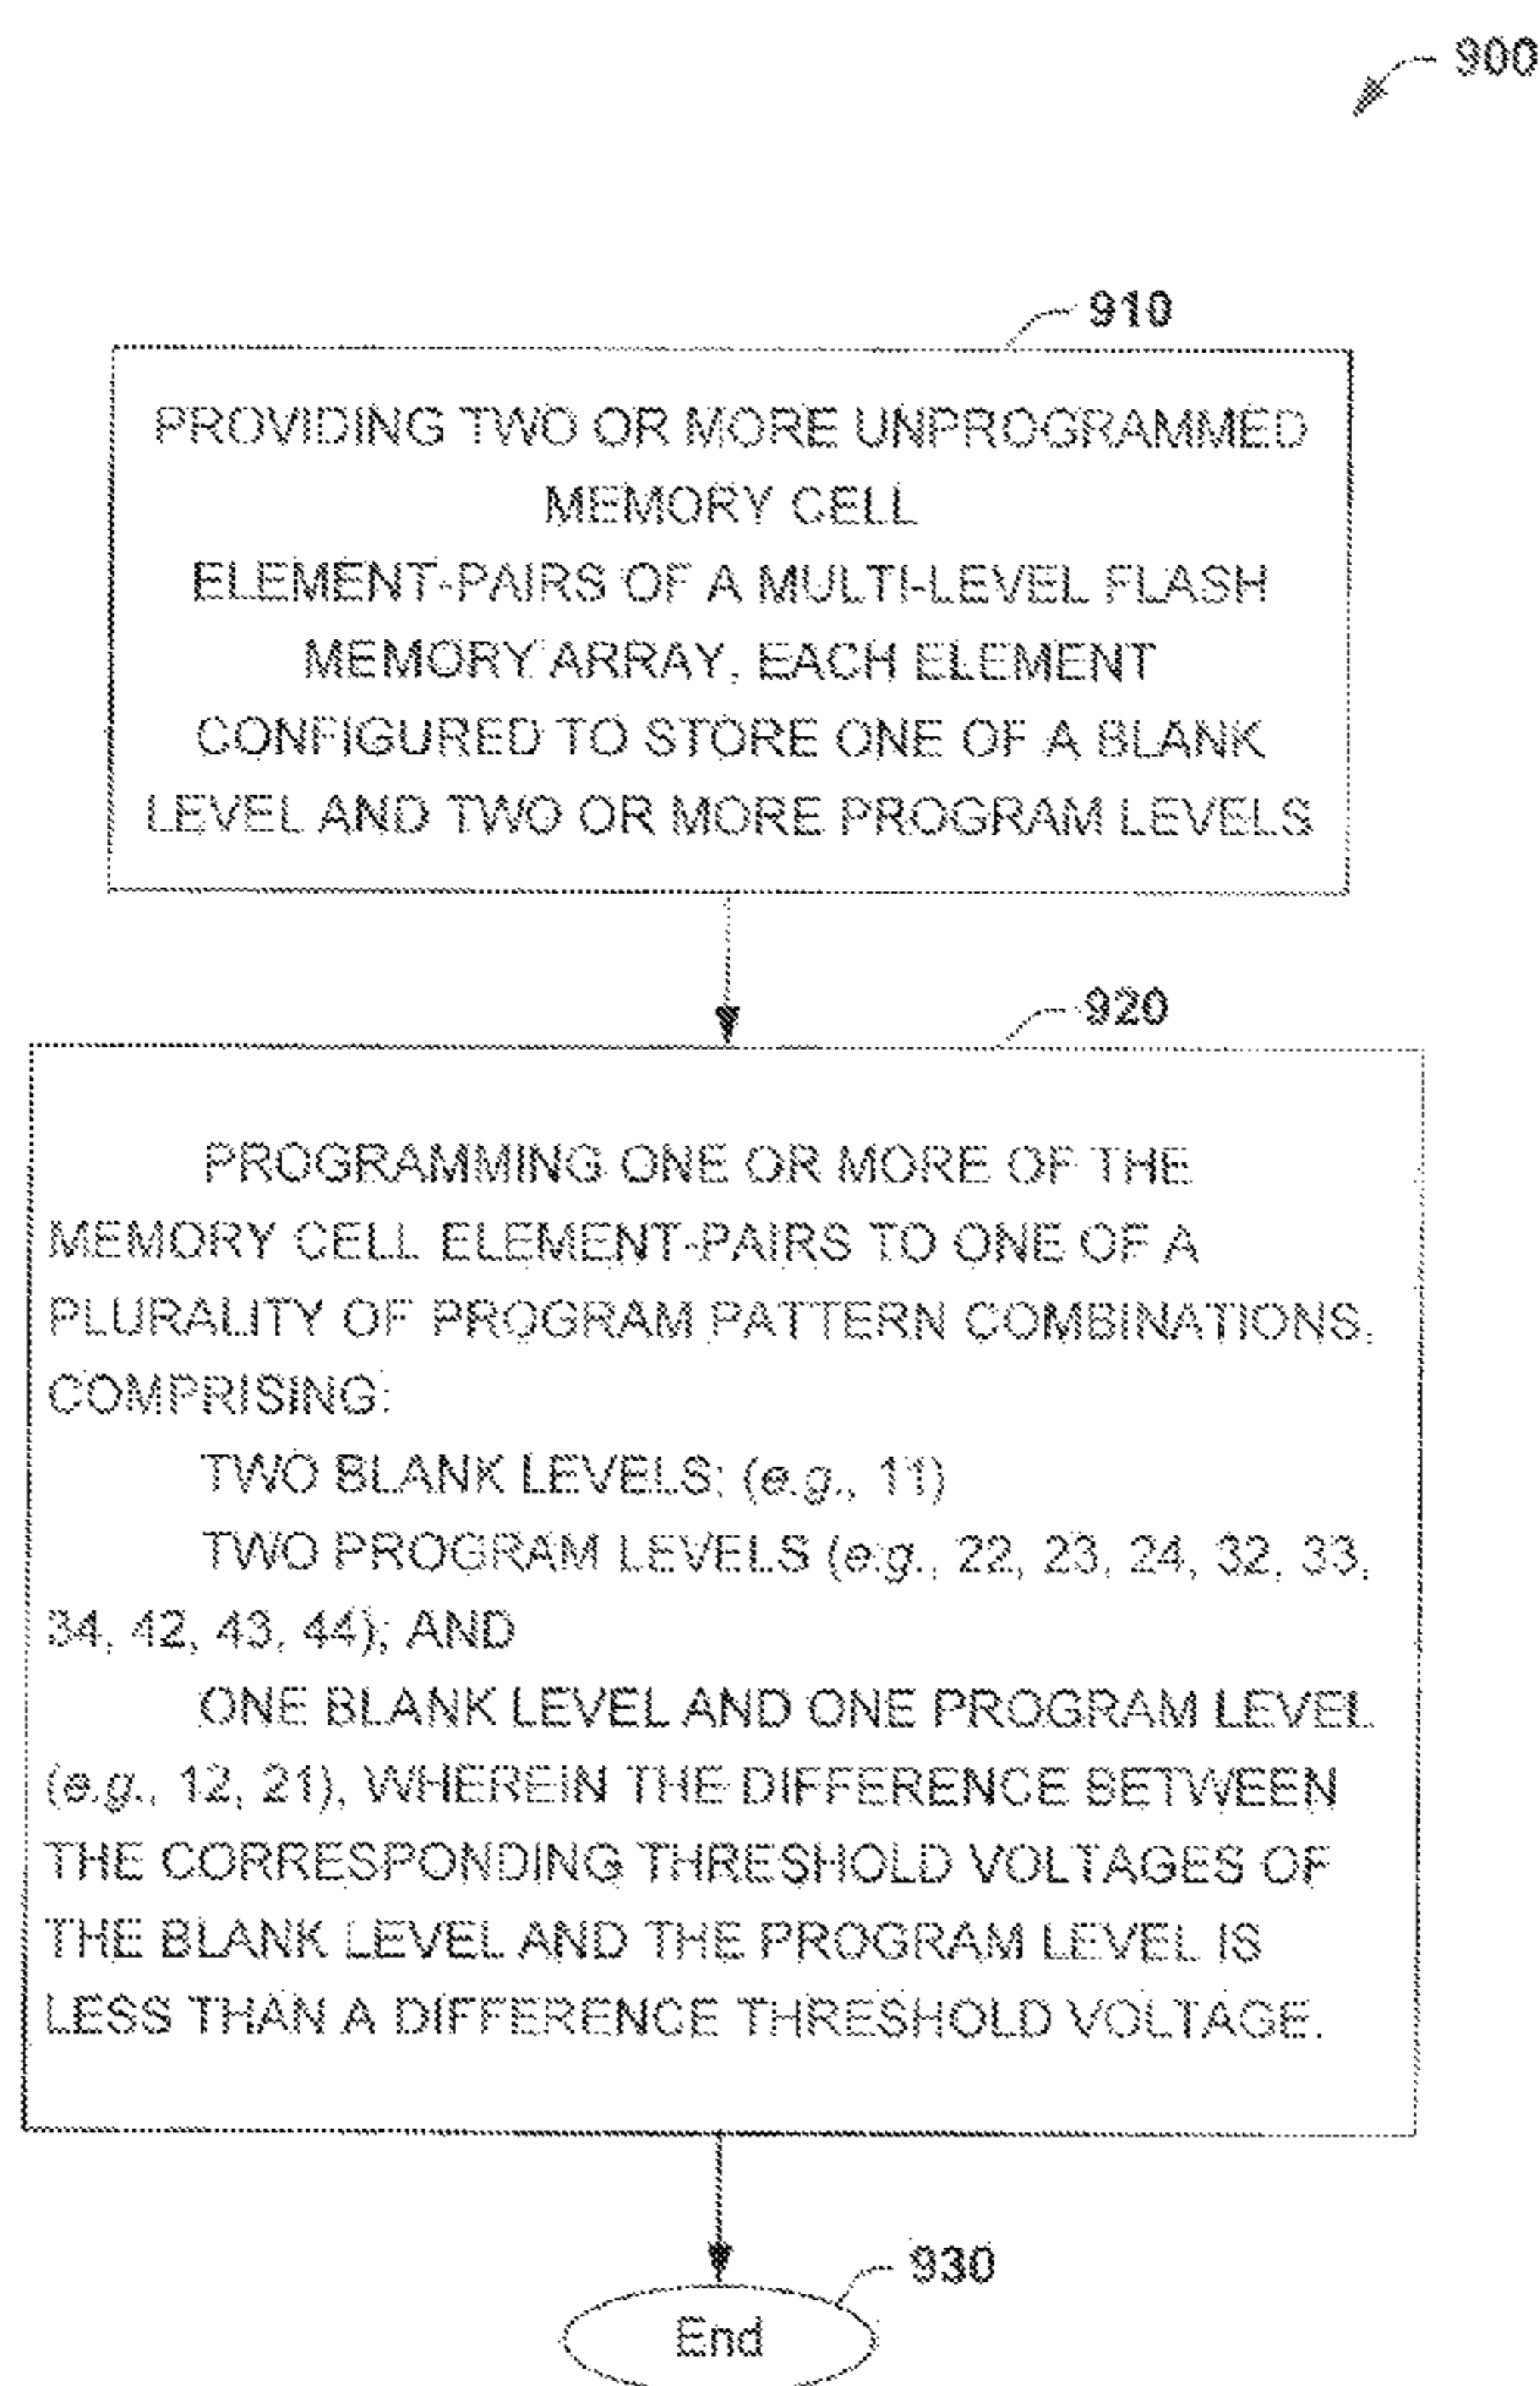 900
910
PROVIDING TWO OR MORE UNPROGRAMMED
MEMORY CELL
ELEMENT-PAIRS OF A MULTI-LEVEL FLASH
MEMORY ARRAY, EACH ELEMENT
CONFIGURED TO STORE ONE OF A BLANK
LEVEL AND TWO OR MORE PROGRAM LEVELS
920
PROGRAMMING ONE OR MORE OF THE
MEMORY CELL ELEMENT-PAIRS TO ONE OF A
PLURALITY OF PROGRAM PATTERN COMBINATIONS,
COMPRISING:
TWO BLANK LEVELS; (e.g., 11)
TWO PROGRAM LEVELS (e.g., 22, 23, 24, 32, 33,
34, 42, 43, 44); AND
ONE BLANK LEVEL AND ONE PROGRAM LEVEL
(e.g., 12, 21), WHEREIN THE DIFFERENCE BETWEEN
THE CORRESPONDING THRESHOLD VOLTAGES OF
THE BLANK LEVEL AND THE PROGRAM LEVEL IS
LESS THAN A DIFFERENCE THRESHOLD VOLTAGE.
930
End